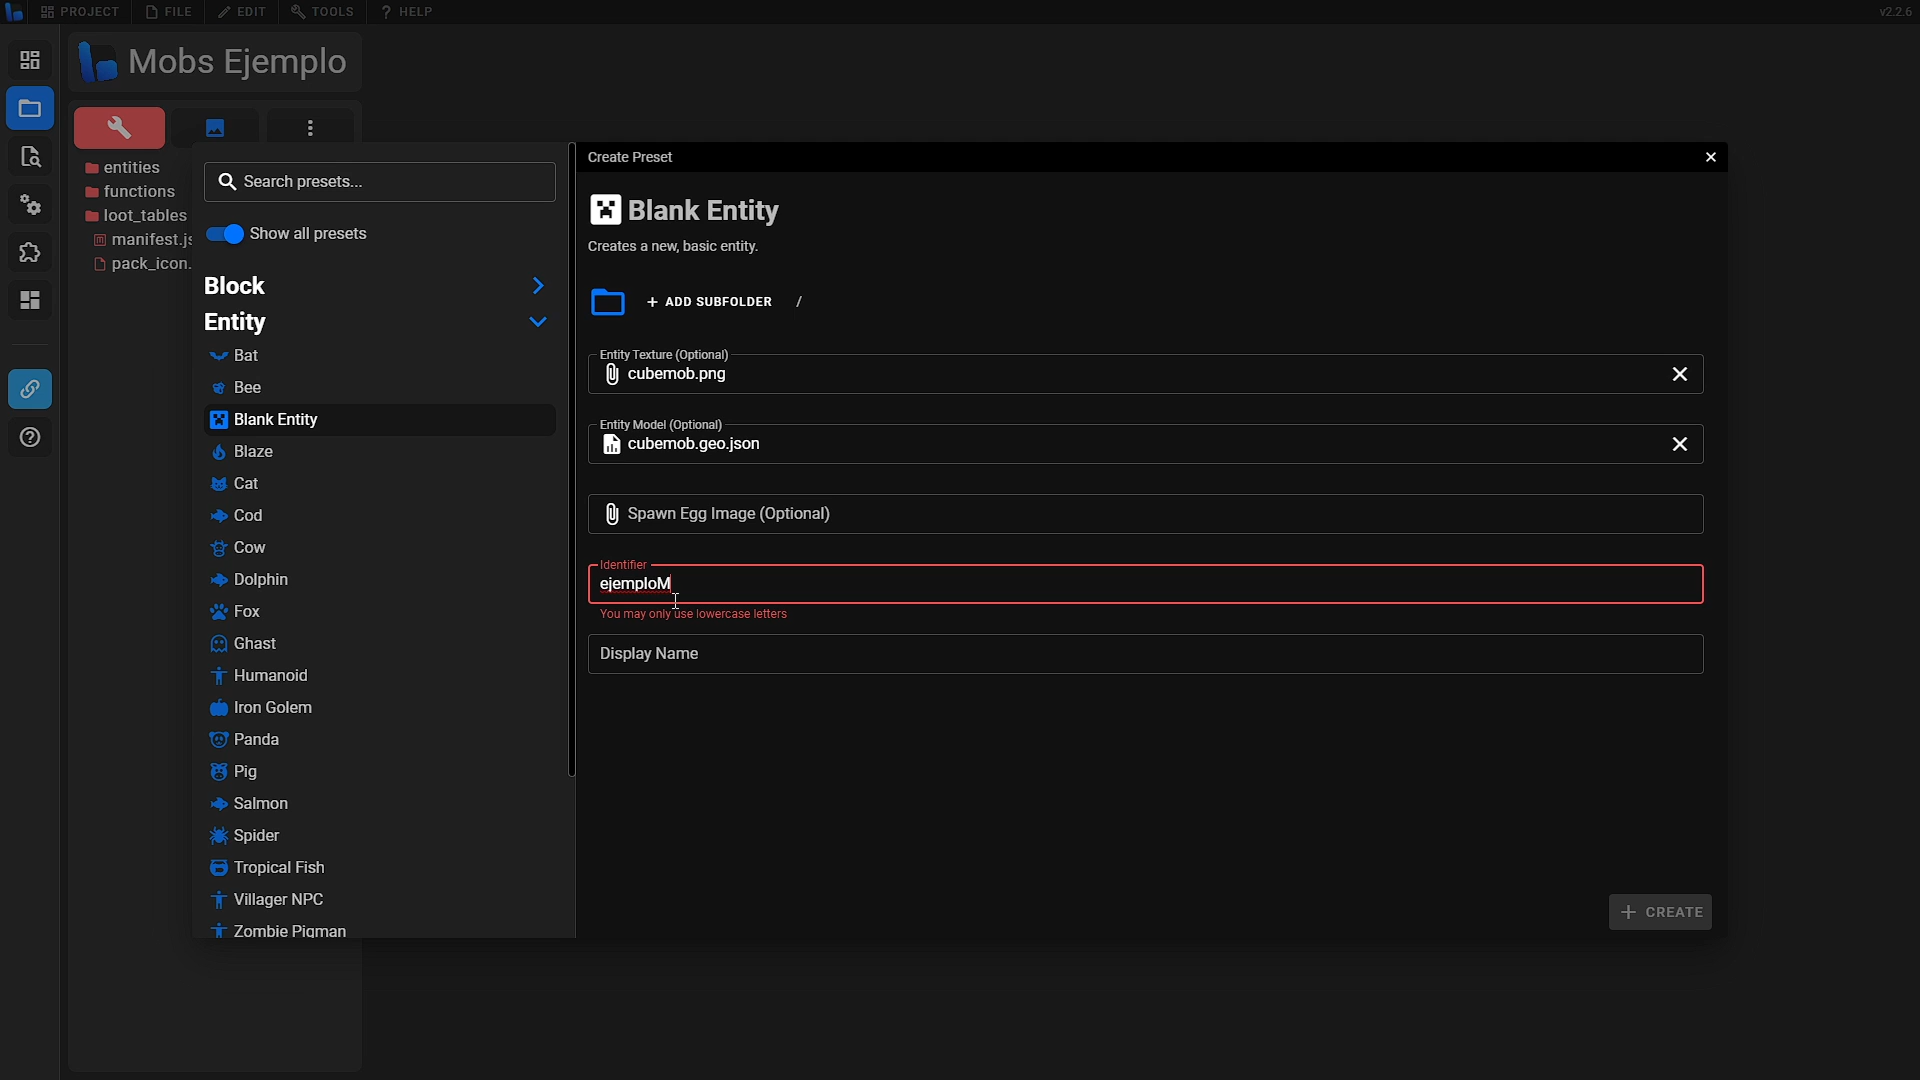 PROJECT
FILE
EDIT
TOOLS
? HELP
v2.2.6
Mobs Ejemplo
entities
functions
loot_tables
manifest.js
pack_icon.
Search presets...
Show all presets
Block
Entity
Bat
Bee
Blank Entity
Blaze
Cat
Cod
Cow
Dolphin
Fox
Ghast
Humanoid
Iron Golem
Panda
Pig
Salmon
Spider
Tropical Fish
Villager NPC
Zombie Pigman
Create Preset
Blank Entity
Creates a new, basic entity.
+ ADD SUBFOLDER /
Entity Texture (Optional)
cubemob.png
Entity Model (Optional)
cubemob.geo.json
Spawn Egg Image (Optional)
Identifier
ejemploM
You may only use lowercase letters
Display Name
+ CREATE